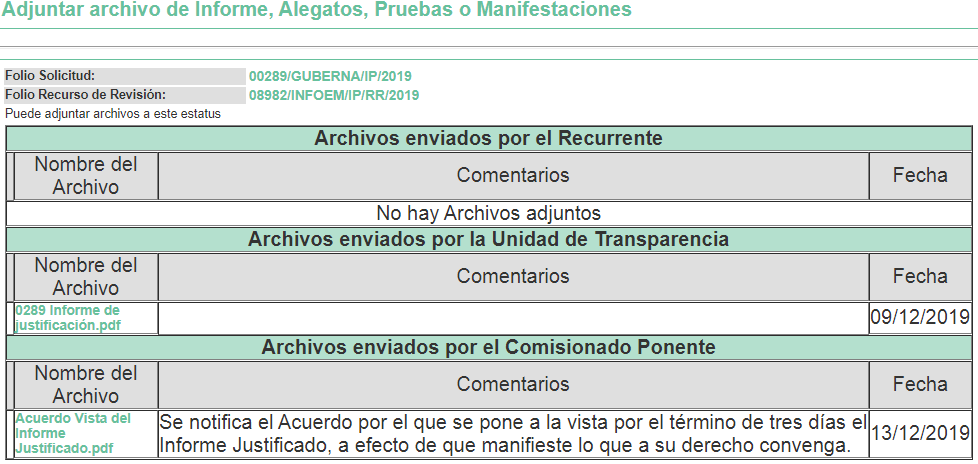 Adjuntar archivo de Informe, Alegatos, Pruebas o Manifestaciones
Folio Solicitud: 00289/GUBERNA/IP/2019
Folio Recurso de Revisión: 08982/INFOEM/IP/RR/2019
Puede adjuntar archivos a este estatus
Archivos enviados por el Recurrente
Nombre del
Archivo
Comentarios
Fecha
No hay Archivos adjuntos
Archivos enviados por la Unidad de Transparencia
Nombre del
Archivo
Comentarios
Fecha
0289 Informe de
justificación.pdf
09/12/2019
Archivos enviados por el Comisionado Ponente
Nombre del
Archivo
Comentarios
Fecha
Acuerdo Vista del
Informe
Justificado.pdf
Se notifica el Acuerdo por el que se pone a la vista por el término de tres días el
Informe Justificado, a efecto de que manifieste lo que a su derecho convenga.
13/12/2019